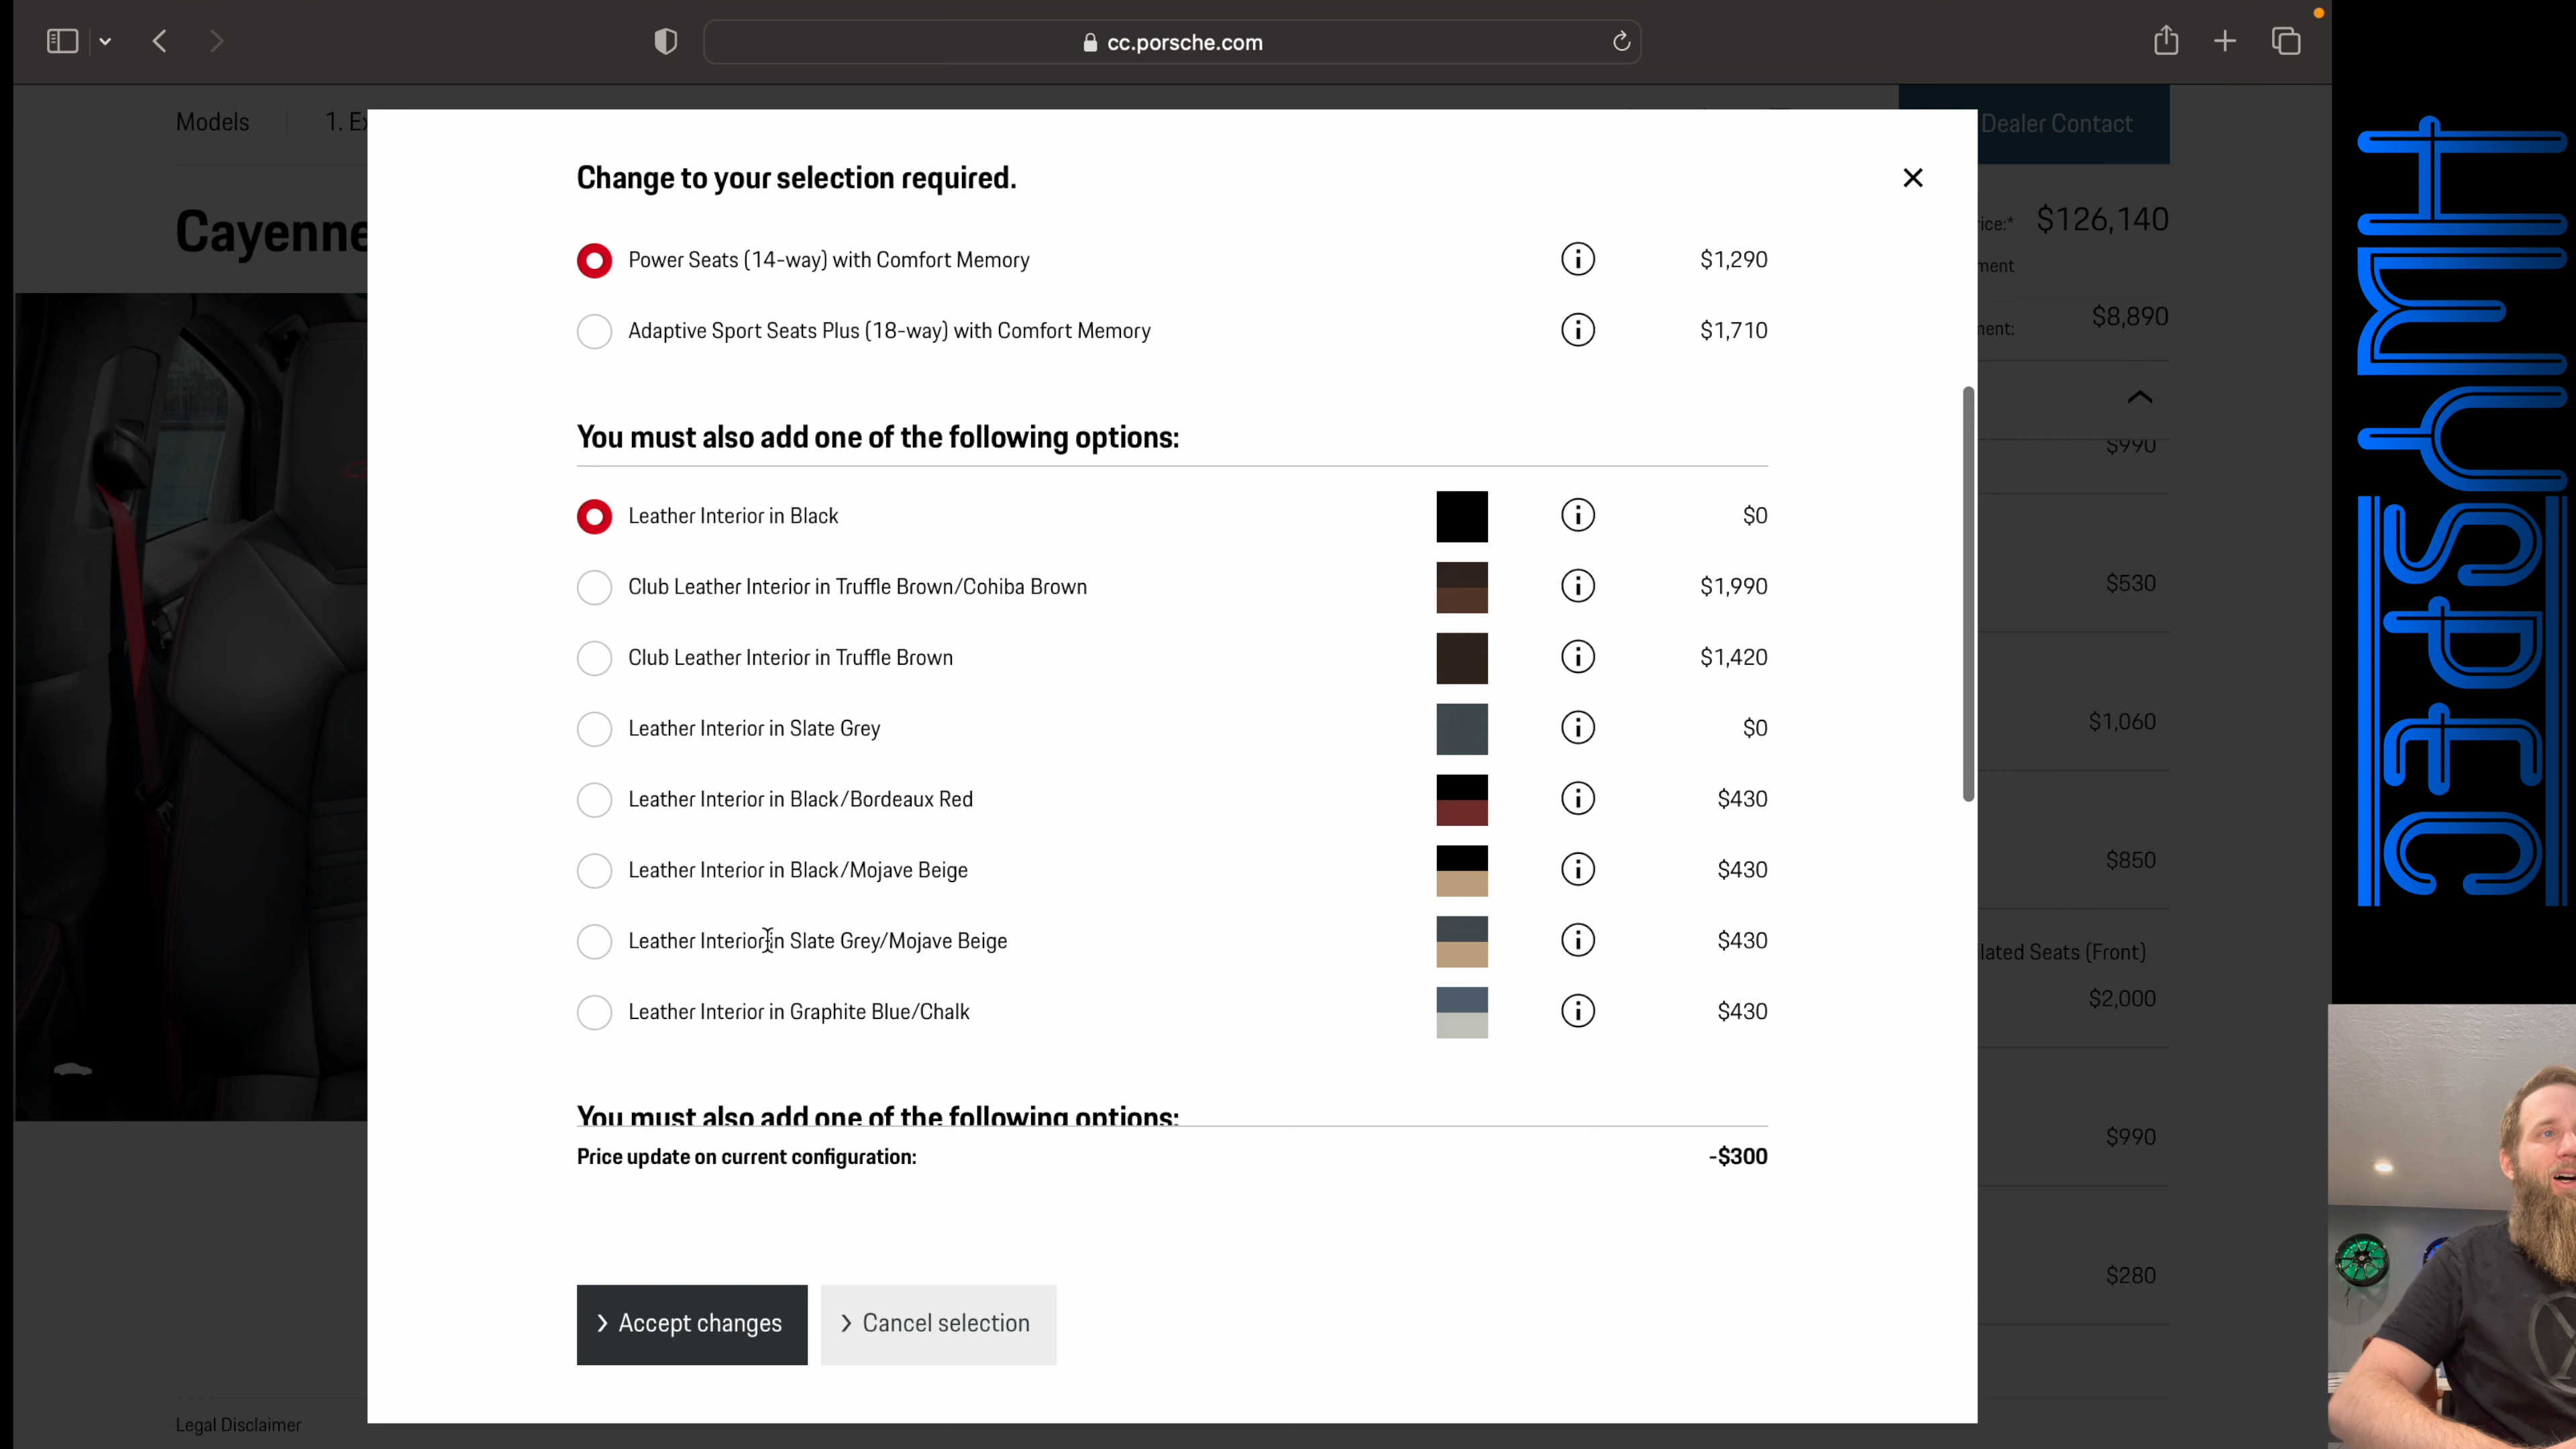 cc.porsche.com
Models
1. Ex
Dealer Contact
Cayenne
rice:* $126,140
ment
nent: $8,890
Change to your selection required.
Power Seats (14-way) with Comfort Memory $1,290
Adaptive Sport Seats Plus (18-way) with Comfort Memory $1,710
You must also add one of the following options:
Leather Interior in Black $0
Club Leather Interior in Truffle Brown/Cohiba Brown $1,990
Club Leather Interior in Truffle Brown $1,420
Leather Interior in Slate Grey $0
Leather Interior in Black/Bordeaux Red $430
Leather Interior in Black/Mojave Beige $430
Leather Interior in Slate Grey/Mojave Beige $430
Leather Interior in Graphite Blue/Chalk $430
You must also add one of the following options:
Price update on current configuration: -$300
Accept changes
Cancel selection
$990
$530
$1,060
$850
lated Seats (Front)
$2,000
$990
$280
Legal Disclaimer
HWYSPEC